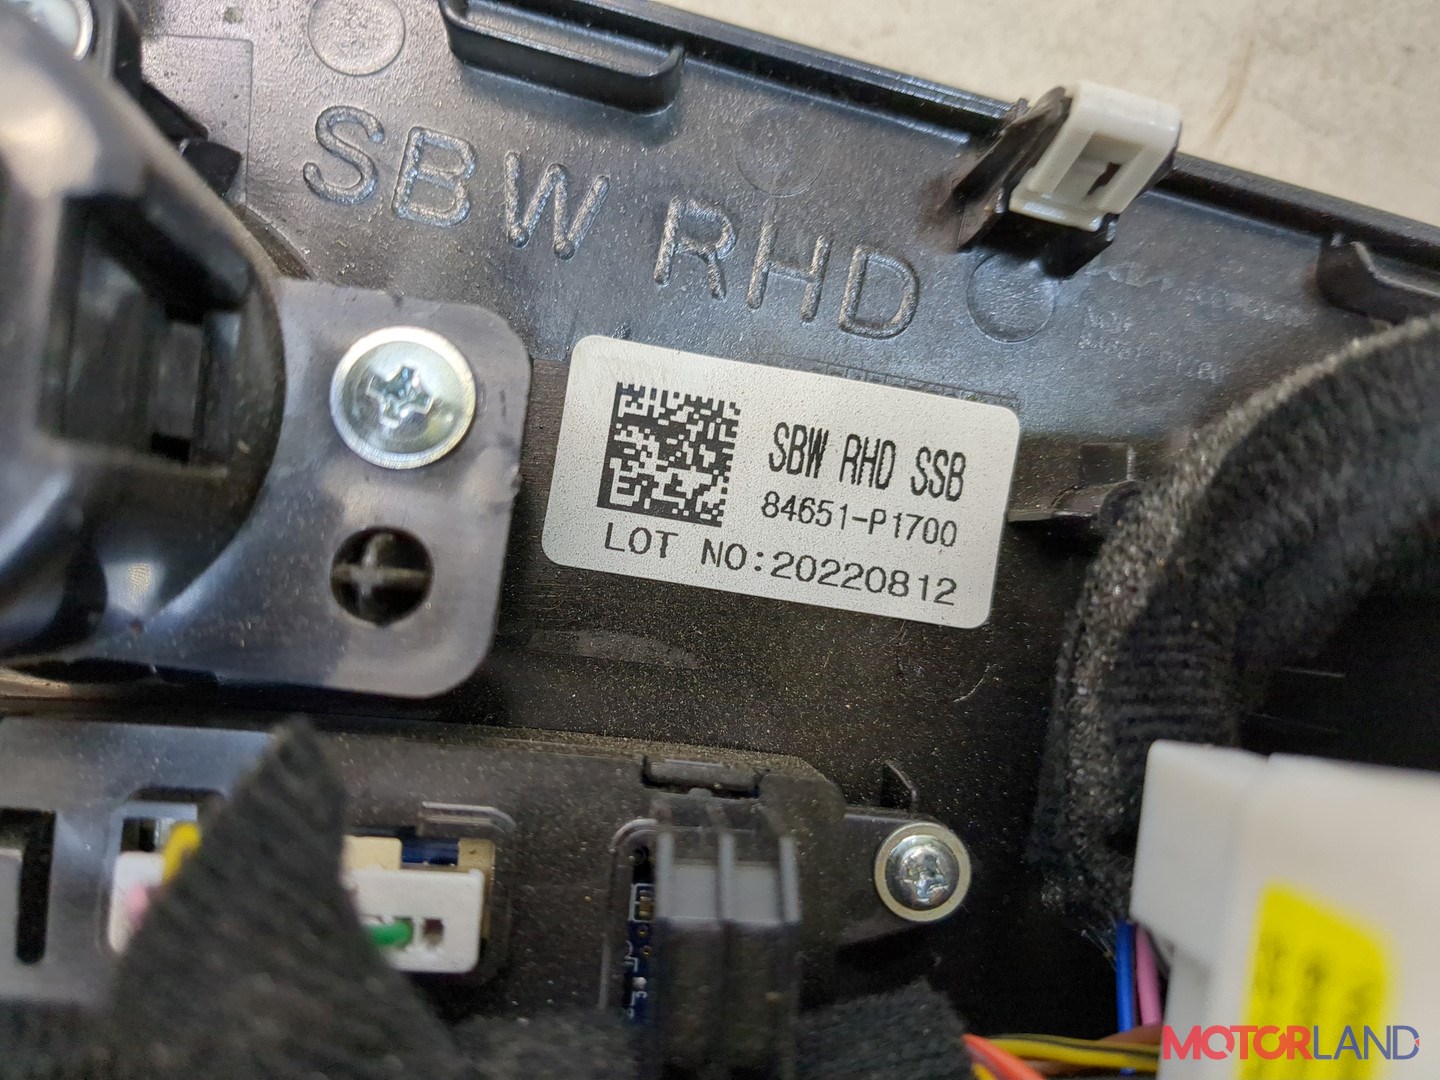 SBW RHD
SBW RHD SSB
84651-P1700
LOT NO:20220812
MOTORLAND